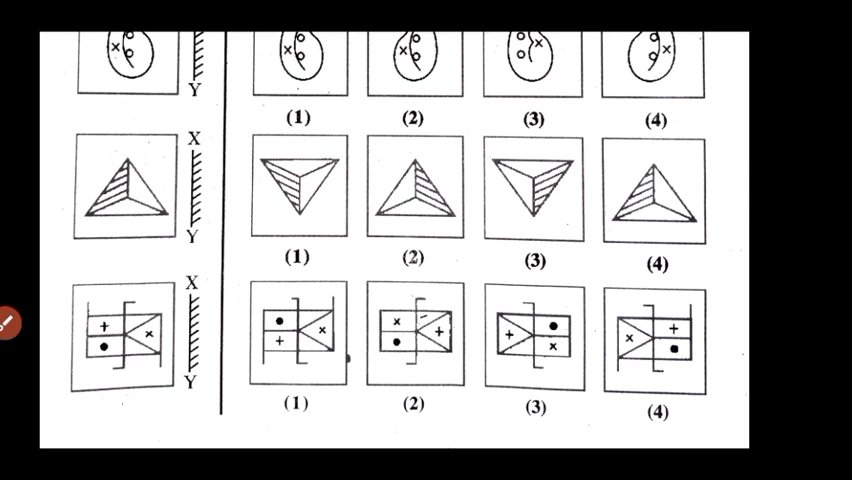 Y
(1) (2) (3) (4)
X
Y
(1) (2) (3) (4)
X
+ ×
Y
● + ×
× ● +
+ ● ×
× + ●
(1) (2) (3) (4)